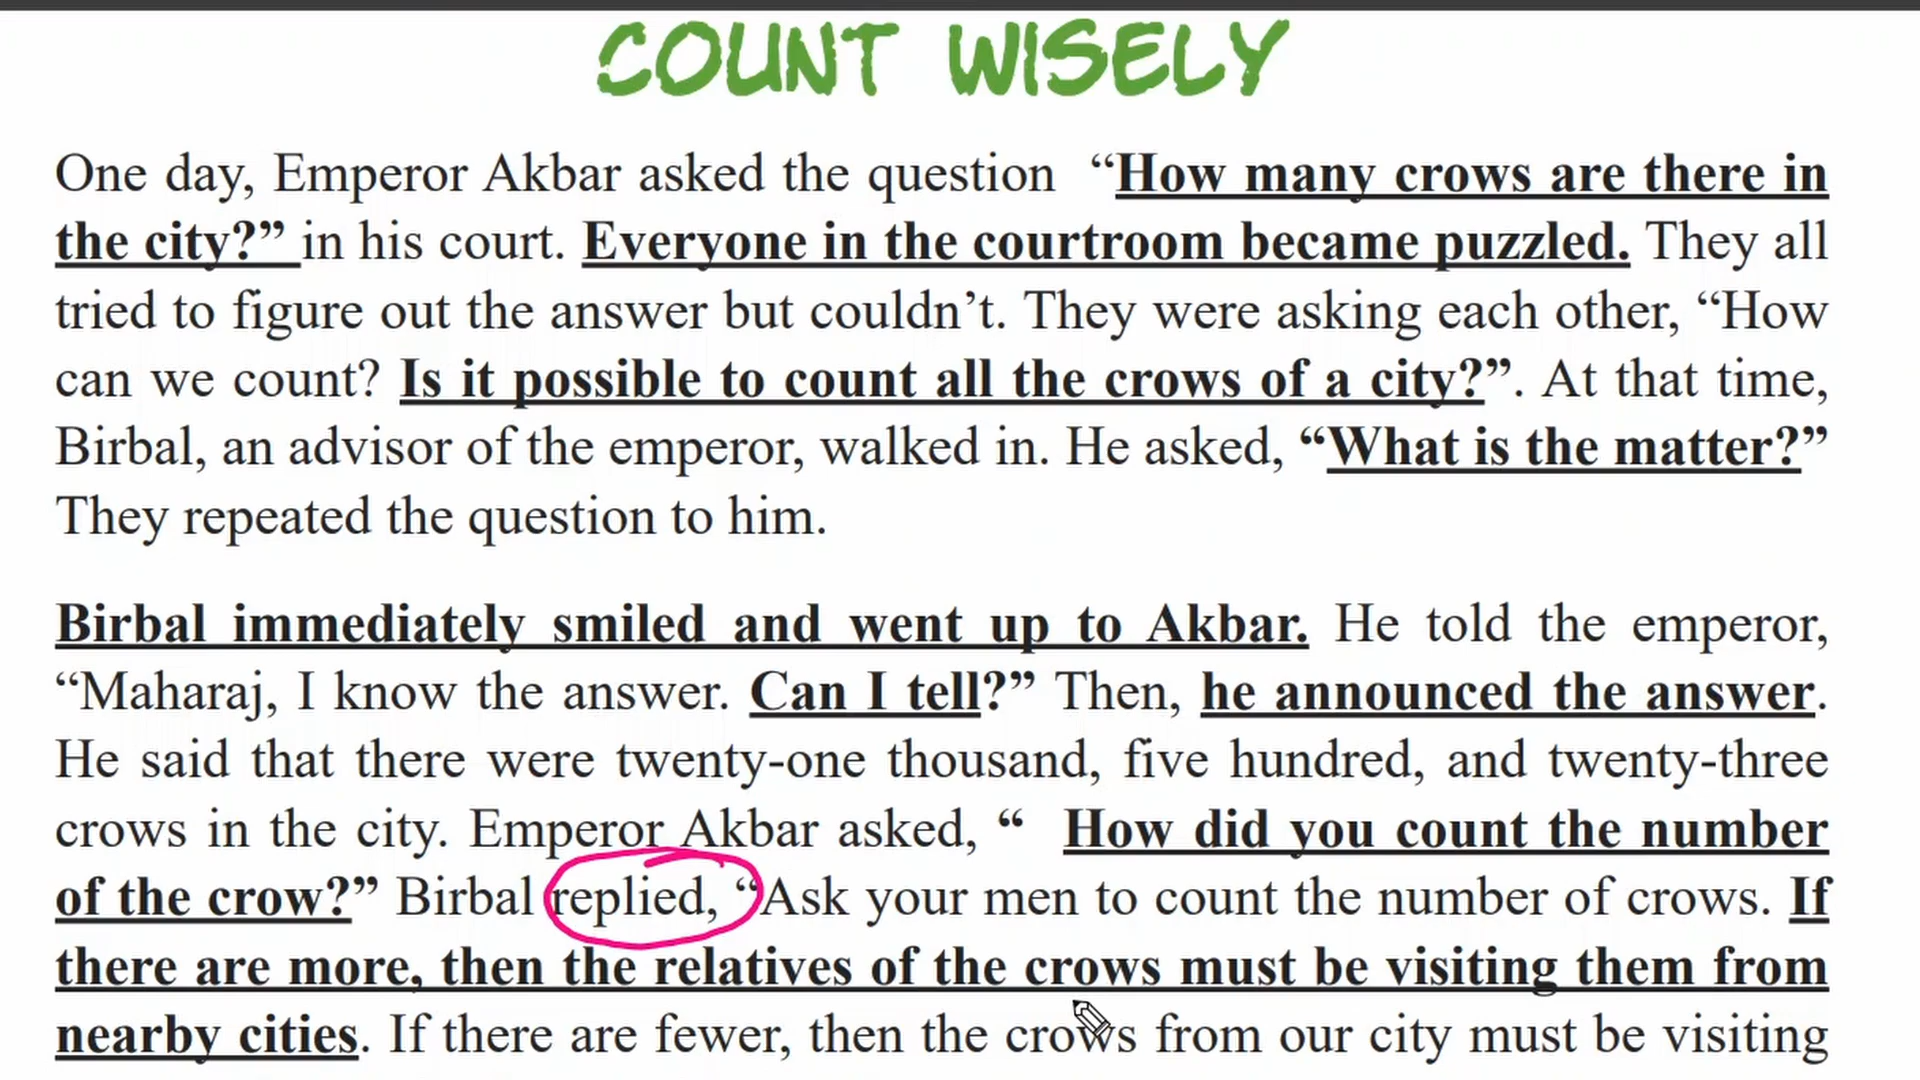 COUNT WISELY
One day, Emperor Akbar asked the question “How many crows are there in
the city?” in his court. Everyone in the courtroom became puzzled. They all
tried to figure out the answer but couldn’t. They were asking each other, “How
can we count? Is it possible to count all the crows of a city?”. At that time,
Birbal, an advisor of the emperor, walked in. He asked, “What is the matter?”
They repeated the question to him.
Birbal immediately smiled and went up to Akbar. He told the emperor,
“Maharaj, I know the answer. Can I tell?” Then, he announced the answer.
He said that there were twenty-one thousand, five hundred, and twenty-three
crows in the city. Emperor Akbar asked, “ How did you count the number
of the crow?” Birbal replied, “Ask your men to count the number of crows. If
there are more, then the relatives of the crows must be visiting them from
nearby cities. If there are fewer, then the crows from our city must be visiting